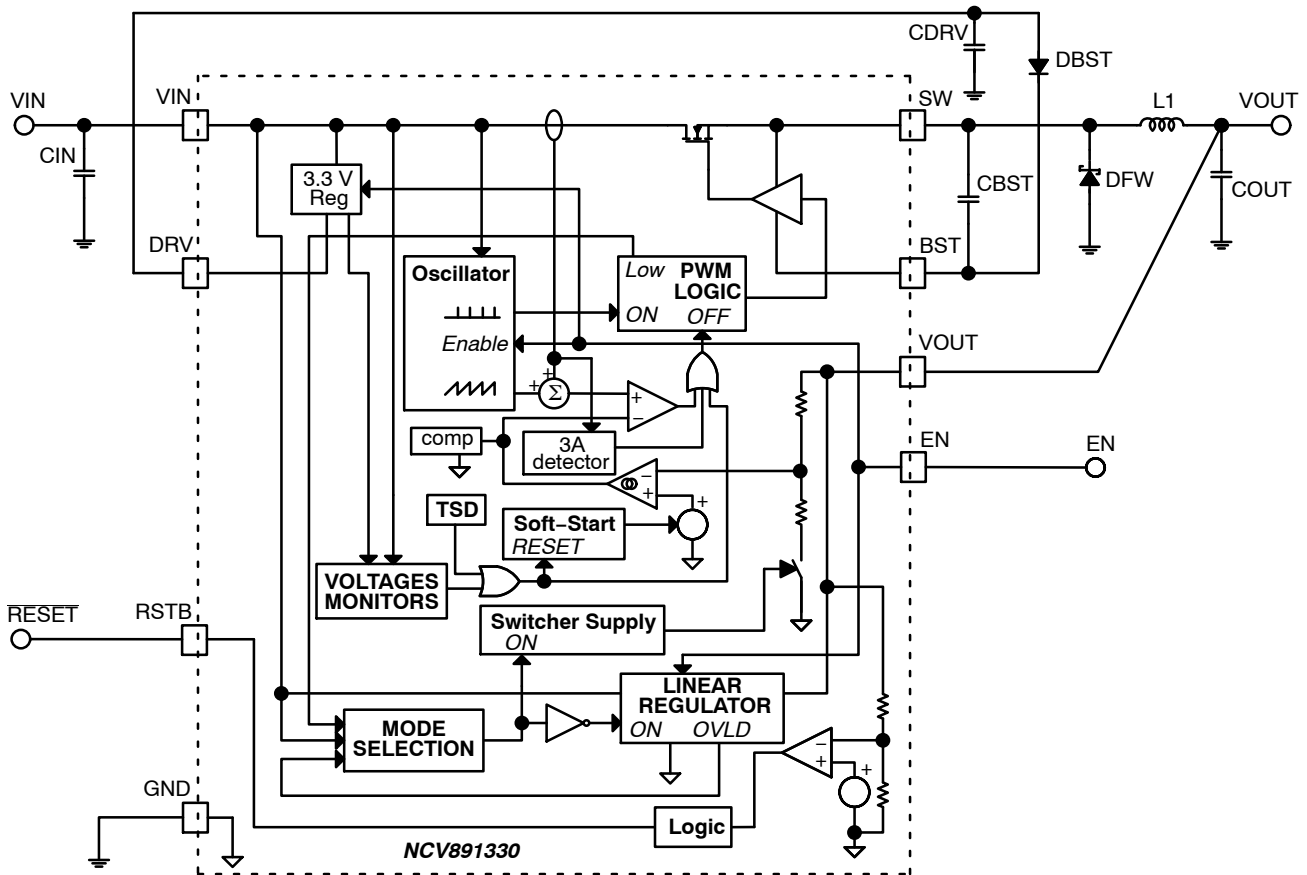 CDRV
DBST
VIN
VIN
SW
L1
VOUT
CIN
3.3 V
Reg
CBST
DFW
COUT
DRV
BST
Oscillator
Low
PWM
LOGIC
ON
OFF
Enable
VOUT
+
+
Σ
+
−
comp
3A
detector
EN
EN
−
+
TSD
+
Soft−Start
RESET
VOLTAGES
MONITORS
RESET
RSTB
Switcher Supply
ON
LINEAR
REGULATOR
ON
OVLD
MODE
SELECTION
−
+
+
GND
Logic
NCV891330